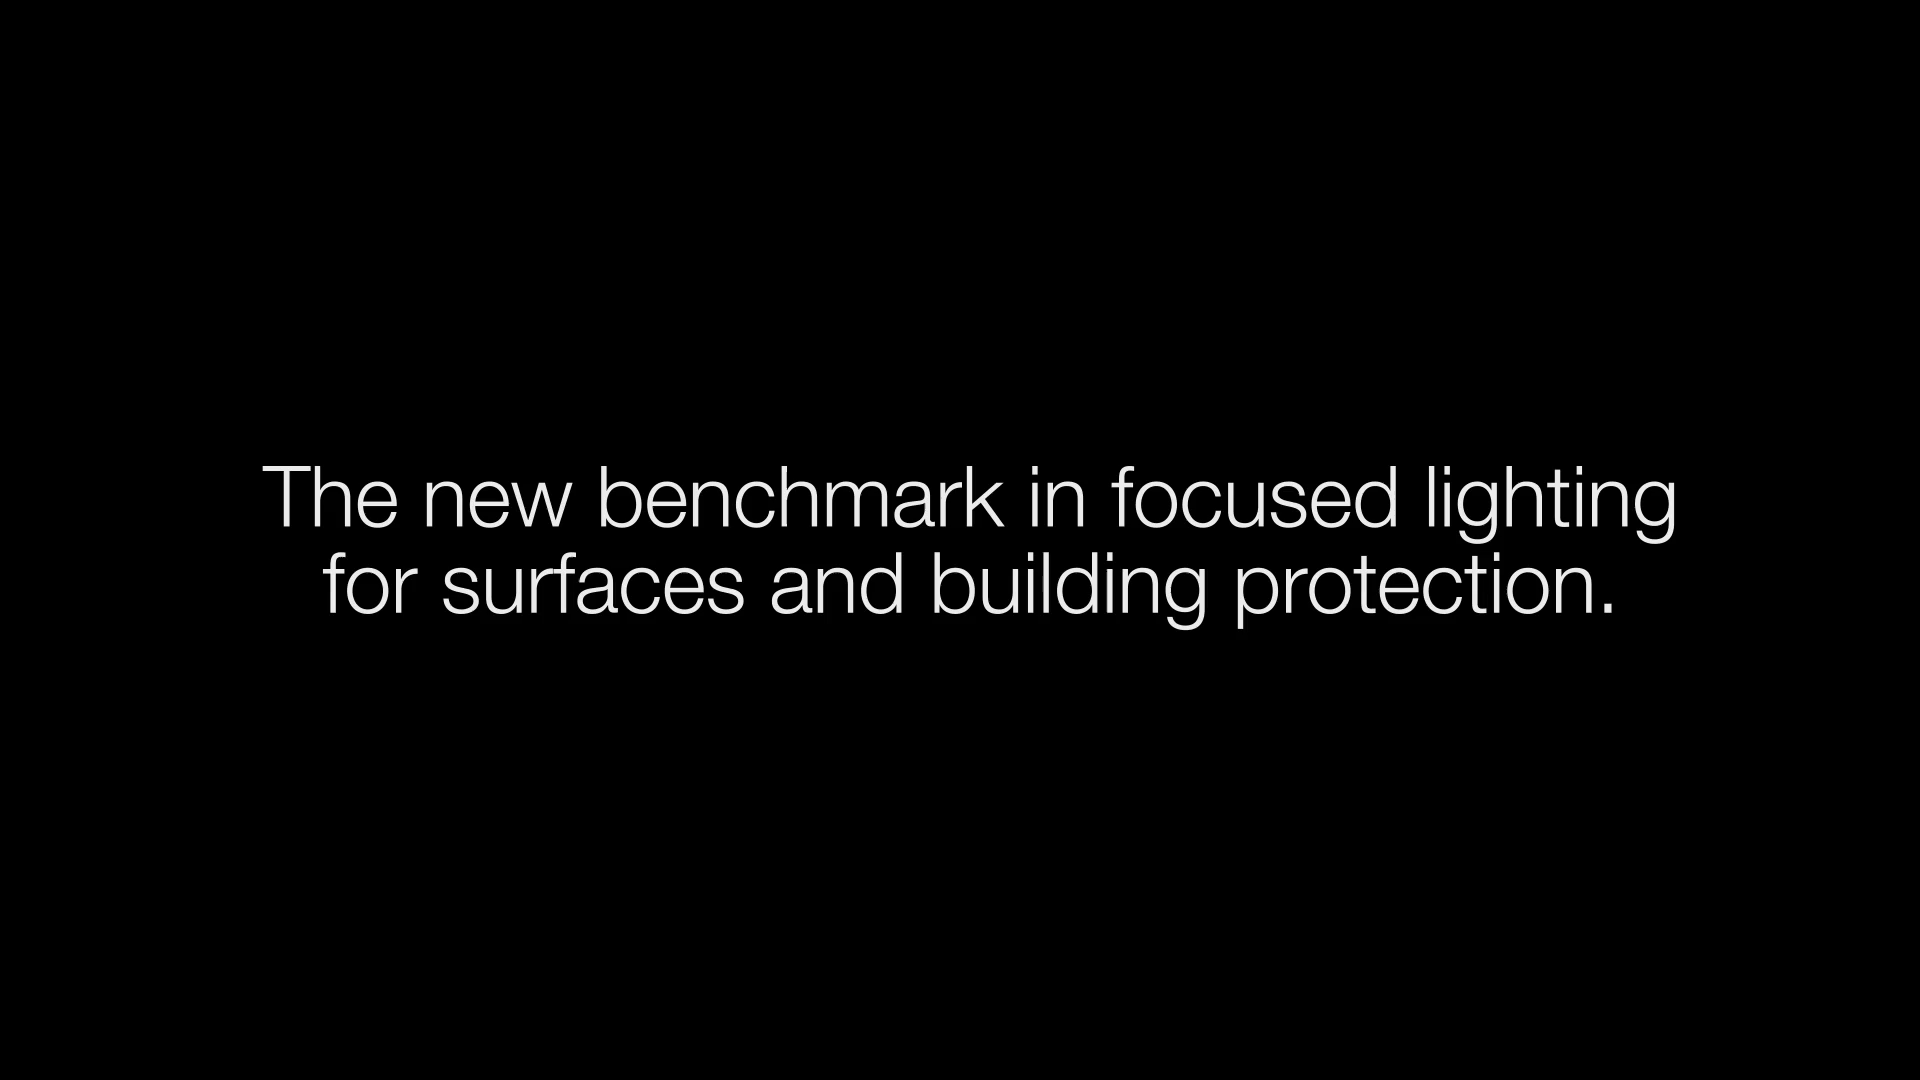 The new benchmark in focused lighting
for surfaces and building protection.